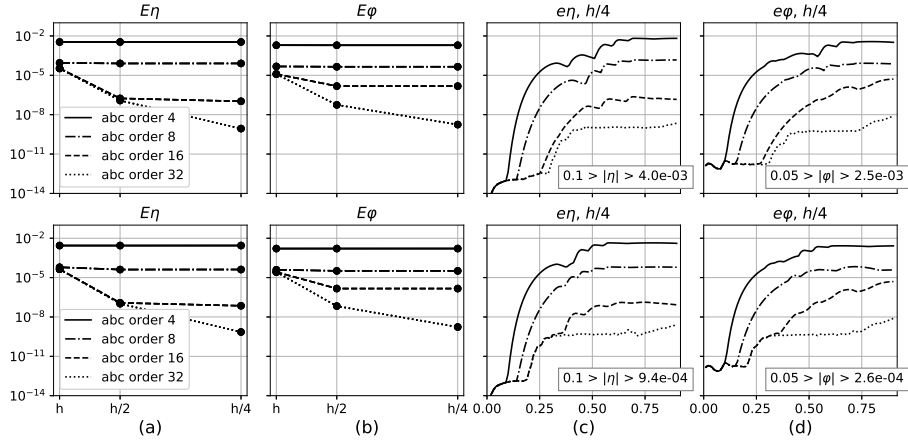 Eη
Eφ
eη, h/4
eφ, h/4
10⁻²
10⁻⁵
10⁻⁸
10⁻¹¹
10⁻¹⁴
abc order 4
abc order 8
abc order 16
abc order 32
0.1 > |η| > 4.0e-03
0.05 > |φ| > 2.5e-03
Eη
Eφ
eη, h/4
eφ, h/4
10⁻²
10⁻⁵
10⁻⁸
10⁻¹¹
10⁻¹⁴
abc order 4
abc order 8
abc order 16
abc order 32
0.1 > |η| > 9.4e-04
0.05 > |φ| > 2.6e-04
h h/2 h/4
h h/2 h/4
0.00 0.25 0.50 0.75
0.00 0.25 0.50 0.75
(a) (b) (c) (d)